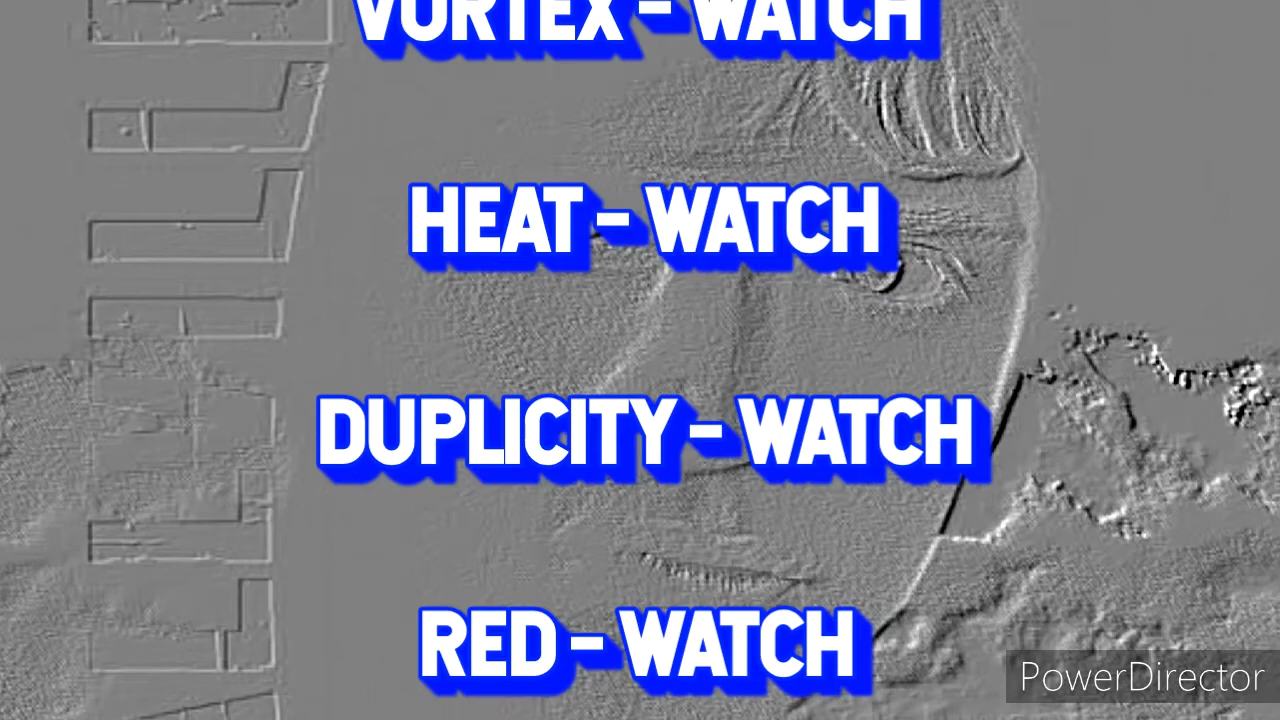 VORTEX - WATCH
HEAT - WATCH
DUPLICITY - WATCH
RED - WATCH
PowerDirector